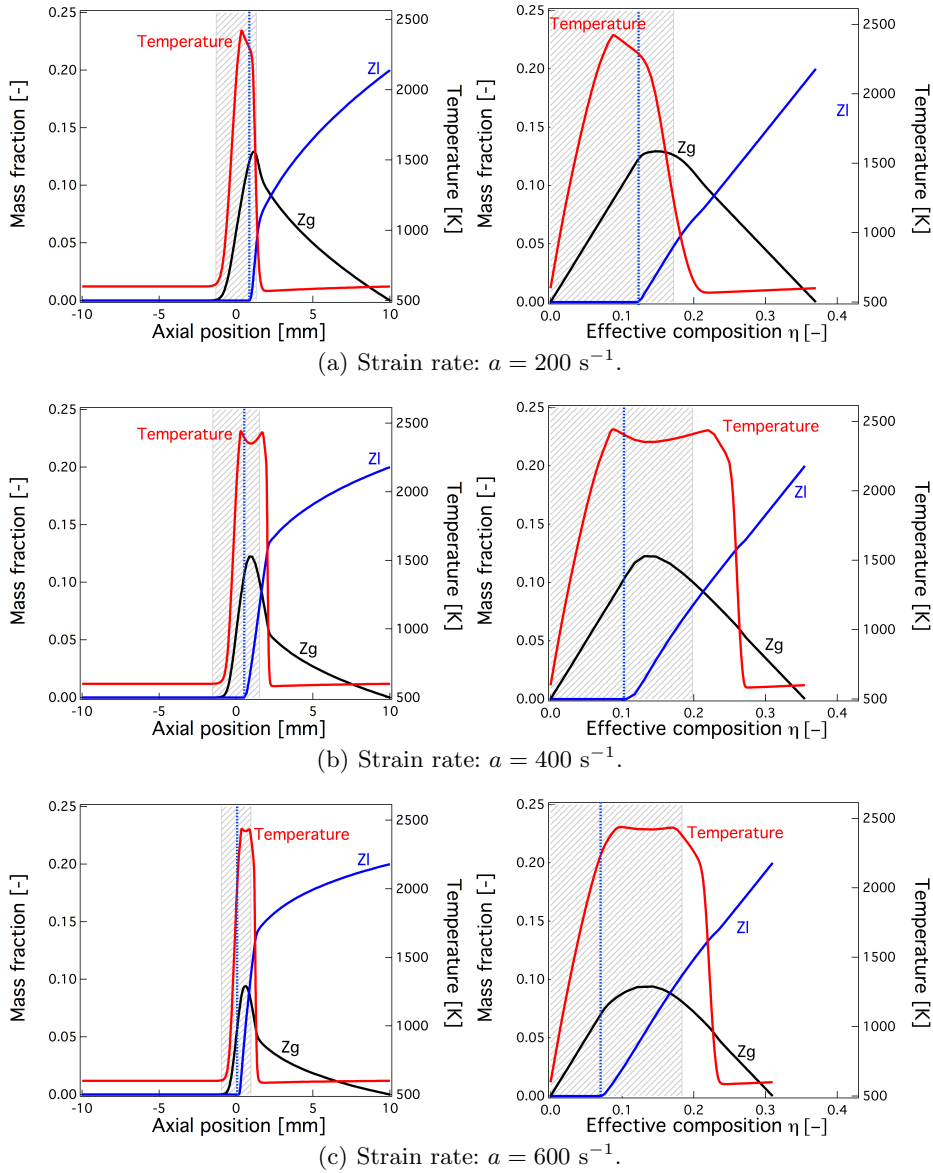 Mass fraction [-]
0.25
0.20
0.15
0.10
0.05
0.00
Temperature
Zl
Zg
2500
2000
1500
1000
500
Temperature [K]
-10
-5
0
5
10
Axial position [mm]
Mass fraction [-]
0.20
0.15
0.10
0.05
0.00
Temperature
Zg
Zl
2500
2000
1500
1000
500
Temperature [K]
0.0
0.1
0.2
0.3
0.4
Effective composition η [-]
(a) Strain rate: a = 200 s⁻¹.
Mass fraction [-]
0.25
0.20
0.15
0.10
0.05
0.00
Temperature
Zl
Zg
2500
2000
1500
1000
500
Temperature [K]
-10
-5
0
5
10
Axial position [mm]
Mass fraction [-]
0.25
0.20
0.15
0.10
0.05
0.00
Temperature
Zl
Zg
2500
2000
1500
1000
500
Temperature [K]
0.0
0.1
0.2
0.3
0.4
Effective composition η [-]
(b) Strain rate: a = 400 s⁻¹.
Mass fraction [-]
0.25
0.20
0.15
0.10
0.05
0.00
Temperature
Zl
Zg
2500
2000
1500
1000
500
Temperature [K]
-10
-5
0
5
10
Axial position [mm]
Mass fraction [-]
0.25
0.20
0.15
0.10
0.05
0.00
Temperature
Zl
Zg
2500
2000
1500
1000
500
Temperature [K]
0.0
0.1
0.2
0.3
0.4
Effective composition η [-]
(c) Strain rate: a = 600 s⁻¹.